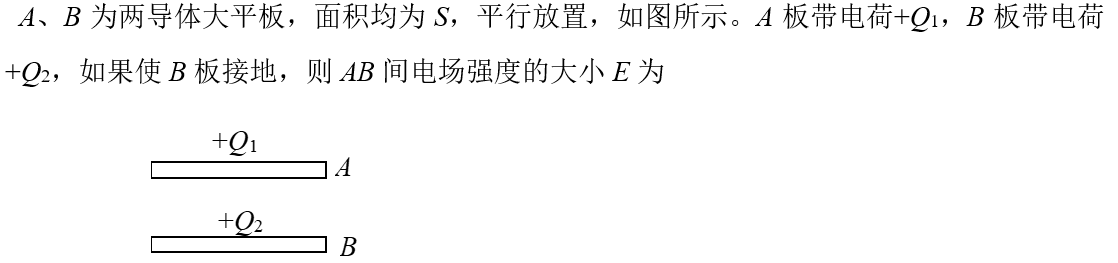 A、B 为两导体大平板，面积均为 S，平行放置，如图所示。A 板带电荷+Q₁，B 板带电荷
+Q₂，如果使 B 板接地，则 AB 间电场强度的大小 E 为
+Q₁
A
+Q₂
B